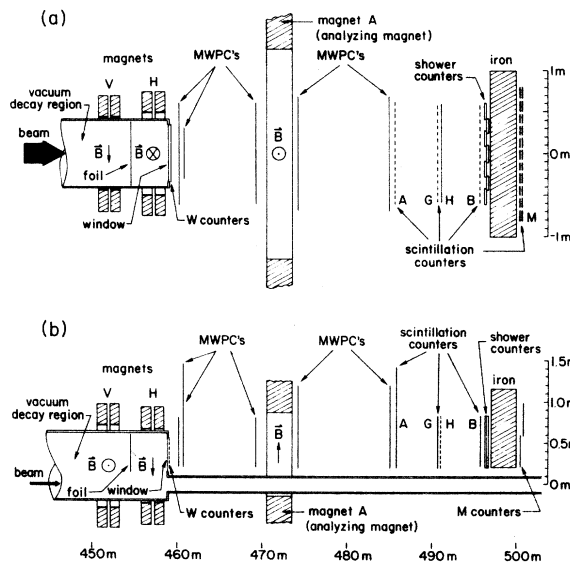 (a)
magnet A
(analyzing magnet)
magnets
V
H
MWPC's
MWPC's
shower
counters
iron
vacuum
decay region
beam
B
B
B
foil
window
W counters
A
G
H
B
M
scintillation
counters
1m
0m
-1m
(b)
magnets
V
H
MWPC's
MWPC's
scintillation
counters
shower
counters
iron
vacuum
decay region
beam
B
B
B
foil
window
W counters
A
G
H
B
1.5m
1.0m
0.5m
0m
magnet A
(analyzing magnet)
M counters
450m
460m
470m
480m
490m
500m